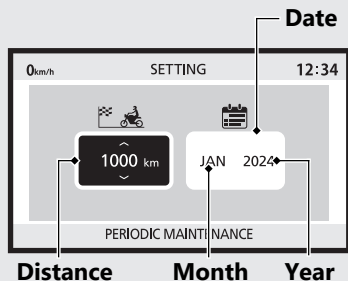 Date
0km/h SETTING 12:34
1000 km JAN 2024
PERIODIC MAINTENANCE
Distance Month Year